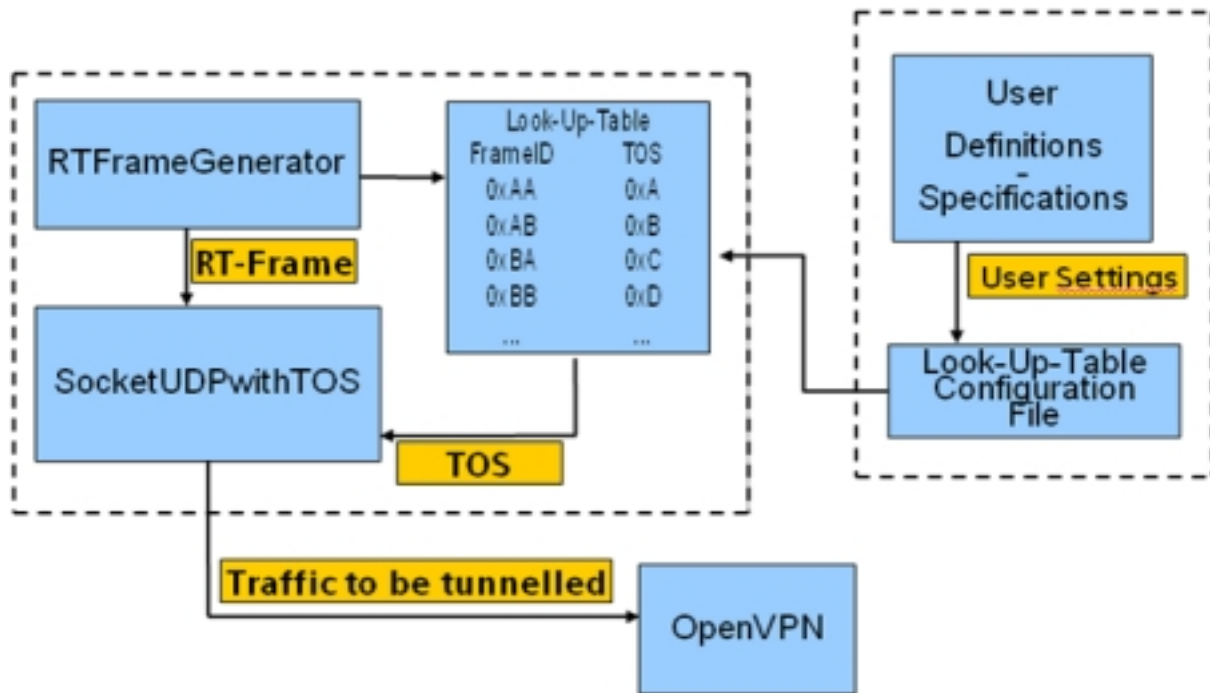 RTFrameGenerator
Look-Up-Table
FrameID TOS
0xAA 0xA
0xAB 0xB
0xBA 0xC
0xBB 0xD
... ...
RT-Frame
SocketUDPwithTOS
TOS
Traffic to be tunnelled
OpenVPN
User
Definitions
-
Specifications
User Settings
Look-Up-Table
Configuration
File